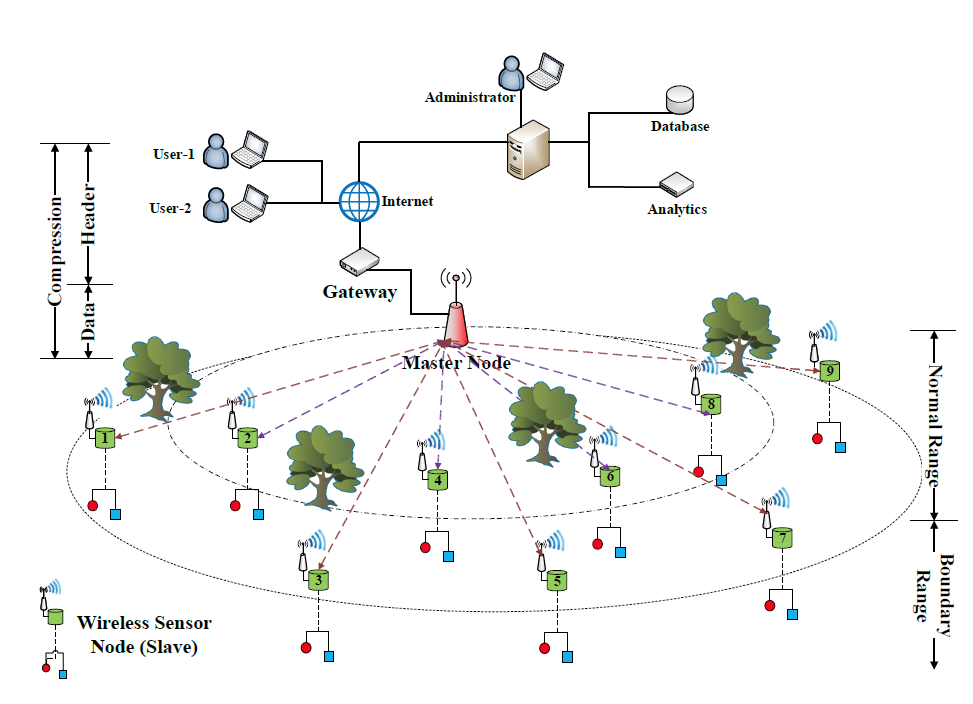 Administrator
Database
User-1
User-2
Internet
Analytics
Compression
Header
Data
Gateway
Master Node
Normal Range
Boundary
Range
1
2
3
4
5
6
7
8
9
Wireless Sensor
Node (Slave)